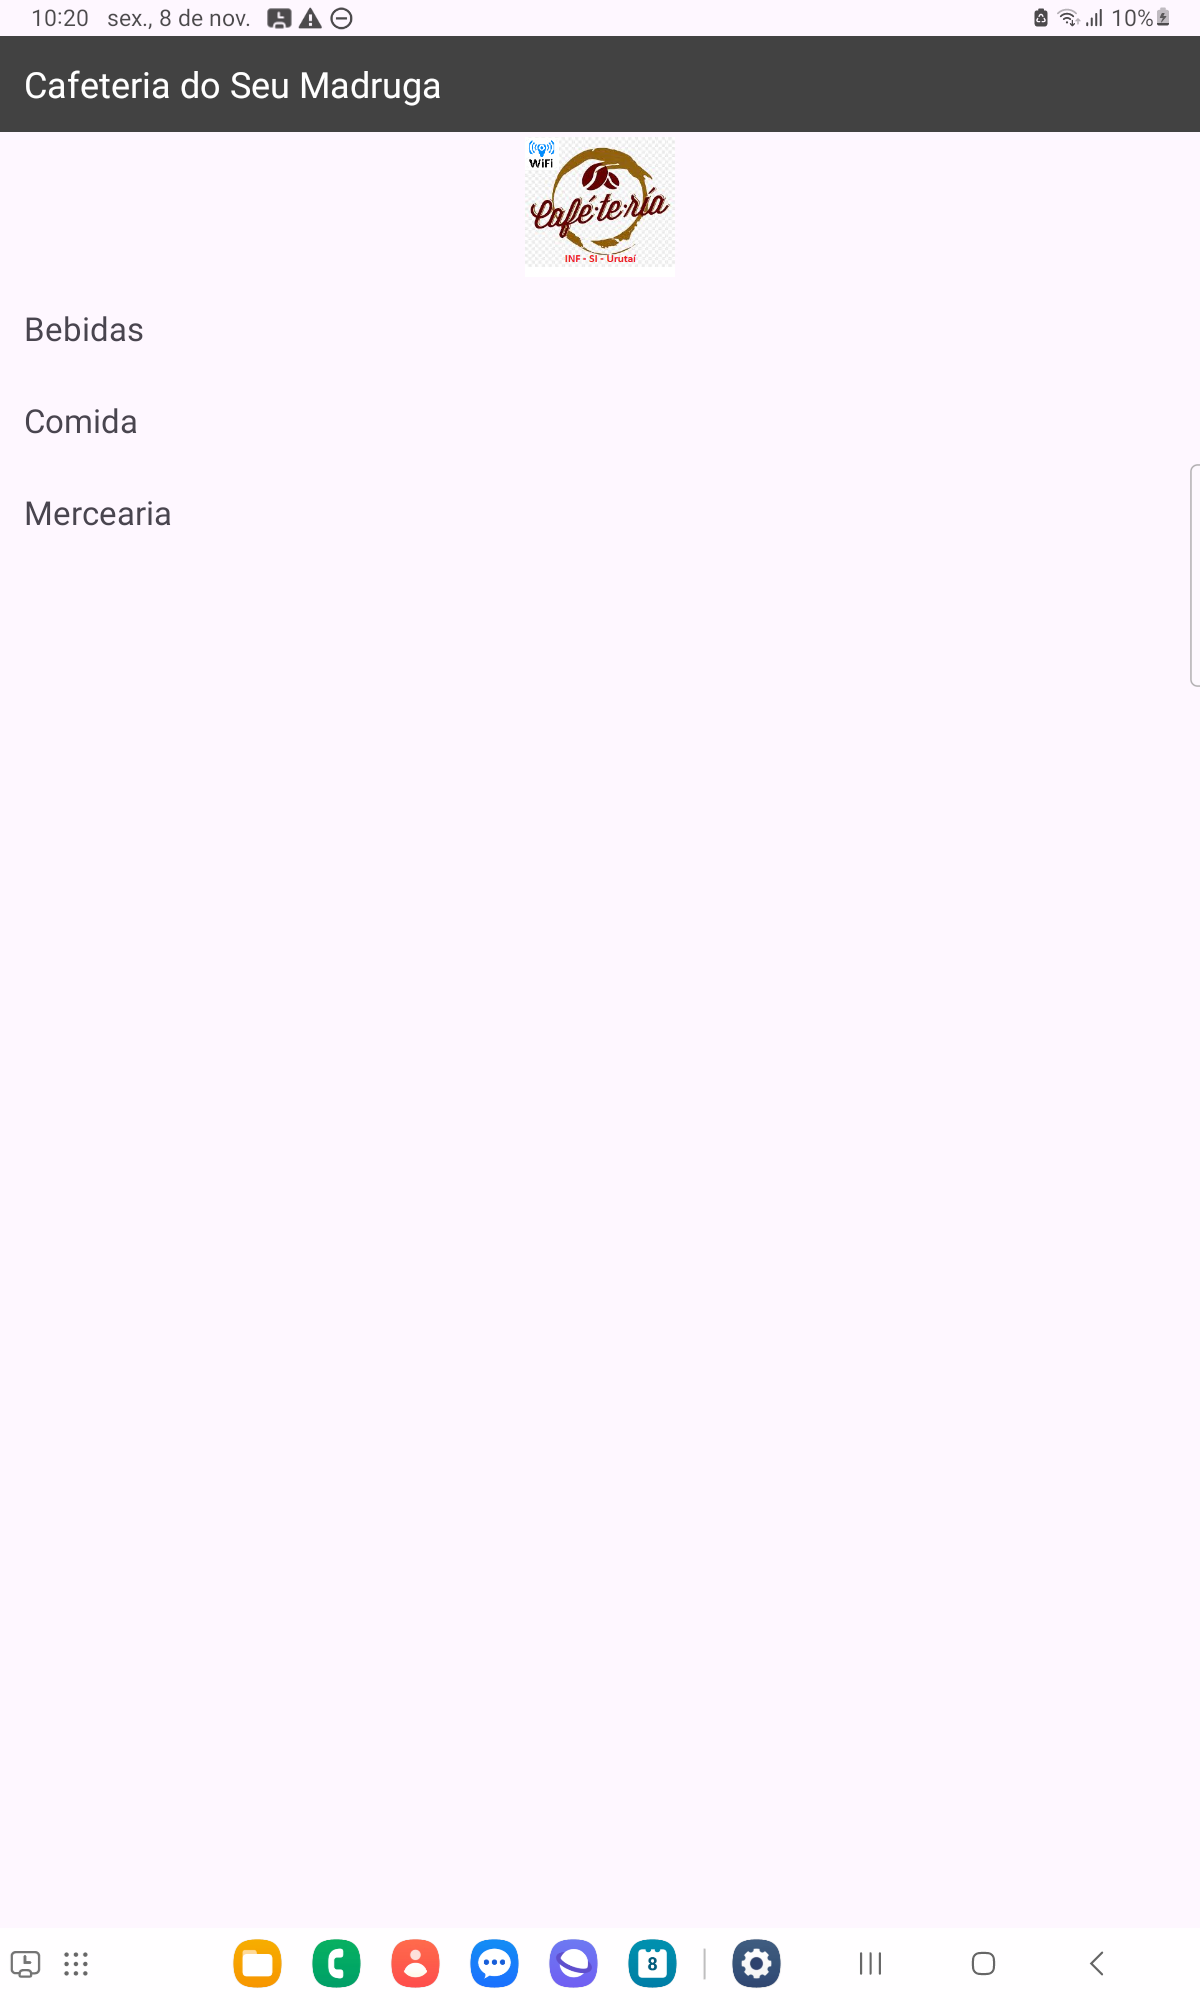 10:20 sex., 8 de nov. 10%
Cafeteria do Seu Madruga
WiFi
Café·te·ría
INF - SI - Urutaí
Bebidas
Comida
Mercearia
8